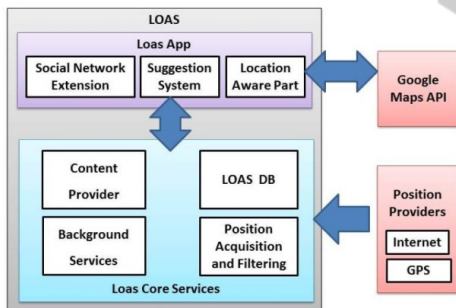 LOAS
Loas App
Social Network
Extension
Suggestion
System
Location
Aware Part
Google
Maps API
Content
Provider
LOAS DB
Background
Services
Position
Acquisition
and Filtering
Loas Core Services
Position
Providers
Internet
GPS